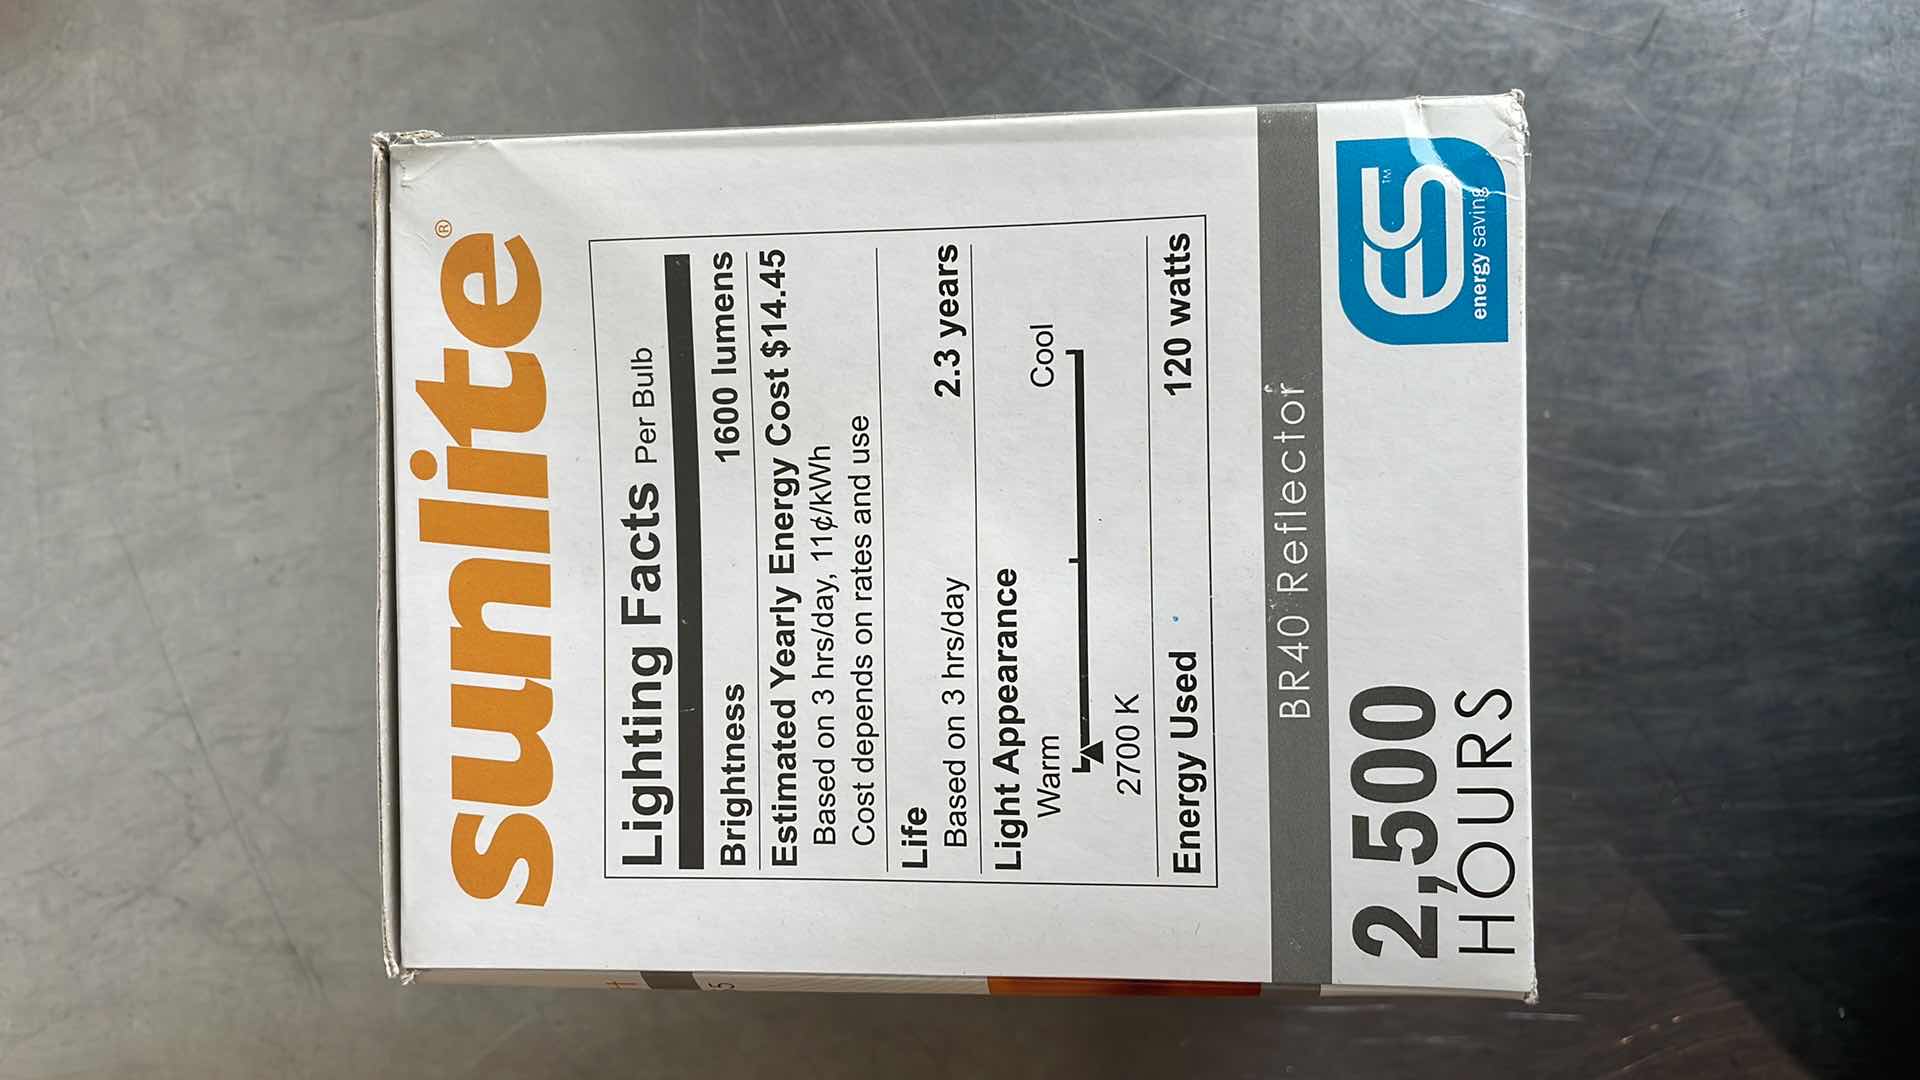 sunlite®
Lighting Facts Per Bulb
Brightness 1600 lumens
Estimated Yearly Energy Cost $14.45
Based on 3 hrs/day, 11¢/kWh
Cost depends on rates and use
Life
Based on 3 hrs/day 2.3 years
Light Appearance
Warm Cool
2700 K
Energy Used 120 watts
BR40 Reflector
2,500
HOURS
ES™
energy saving